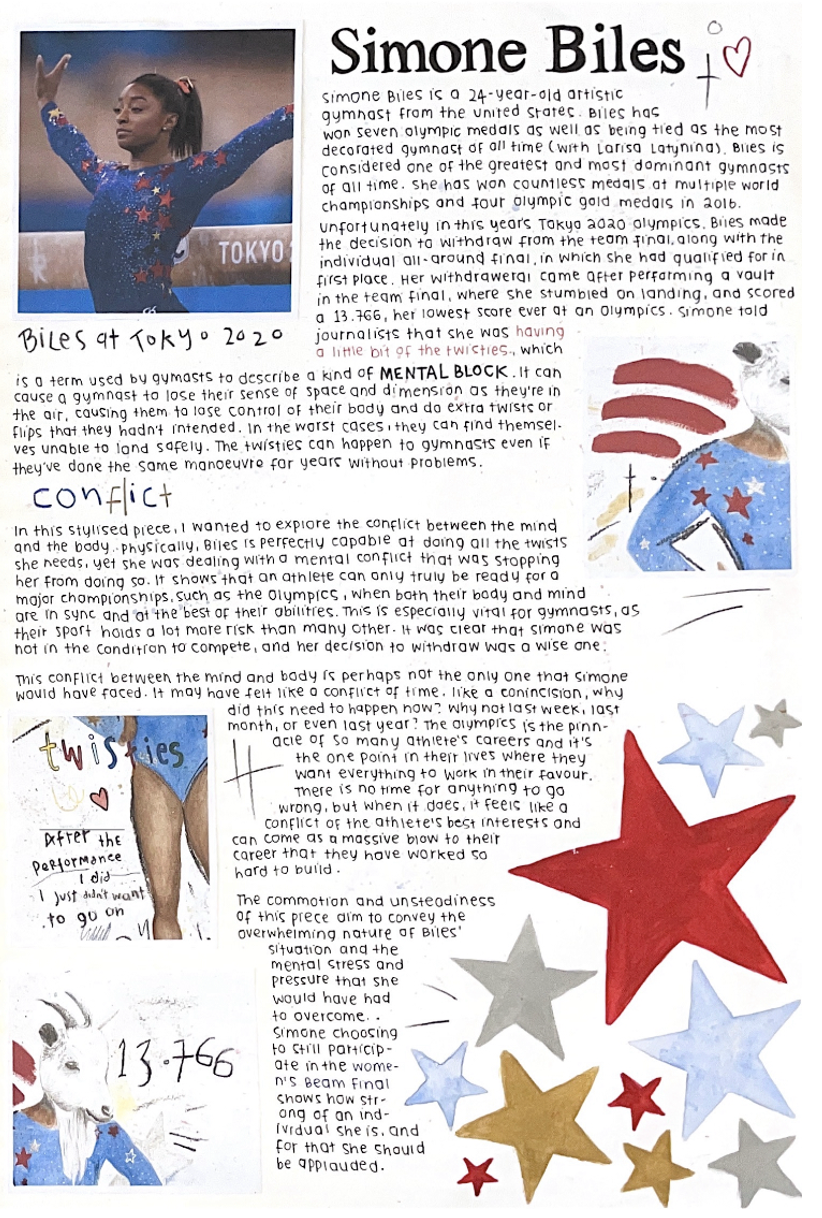 Simone Biles
TOKYO
Biles at Tokyo 2020
simone Biles is a 24-year-old artistic
gymnast from the united states. Biles has
won seven olympic medals as well as being tied as the most
decorated gymnast of all time (with Larisa Latynina). Biles is
considered one of the greatest and most dominant gymnasts
of all time. she has won countless medals at multiple world
championships and four olympic gold medals in 2016.
unfortunately in this year's Tokyo 2020 olympics, Biles made
the decision to withdraw from the team final, along with the
individual all-around final, in which she had qualified for in
first place. Her withdraweral came after performing a vault
in the team final, where she stumbled on landing, and scored
a 13.766, her lowest score ever at an Olympics. Simone told
journalists that she was having
a little bit of the twisties., which
is a term used by gymasts to describe a kind of MENTAL BLOCK. It can
cause a gymnast to lose their sense of space and dimension as they're in
the air, causing them to lose control of their body and do extra twists or
flips that they hadn't intended. In the worst cases, they can find themsel-
ves unable to land safely. The twisties can happen to gymnasts even if
they've done the same manoeuvre for years without problems.
conflict
In this stylised piece, I wanted to explore the conflict between the mind
and the body. physically, Biles is perfectly capable at doing all the twists
she needs, yet she was dealing with a mental conflict that was stopping
her from doing so. It shows that an athlete can only truly be ready for a
major championships, such as the Olympics, when both their body and mind
are in sync and at the best of their abilities. This is especially vital for gymnasts, as
their sport holds a lot more risk than many other. It was clear that Simone was
not in the condition to compete, and her decision to withdraw was a wise one.
This conflict between the mind and body is perhaps not the only one that Simone
would have faced. It may have felt like a conflict of time. like a conincision, why
did this need to happen now? Why not last week, last
month, or even last year? The Olympics is the pinn-
acle of so many athlete's careers and it's
the one point in their lives where they
want everything to work in their favour.
There is no time for anything to go
wrong, but when it does, it feels like a
conflict of the athlete's best interests and
can come as a massive blow to their
career that they have worked so
hard to build.
twisties
After the
performance
I did
I just didn't want
to go on
The commotion and unsteadiness
of this piece aim to convey the
overwhelming nature of Biles'
situation and the
mental stress and
pressure that she
would have had
to overcome. .
Simone choosing
to still particip-
ate in the wome-
n's Beam Final
shows how str-
ong of an ind-
ividual she is, and
for that she should
be applauded.
13.766